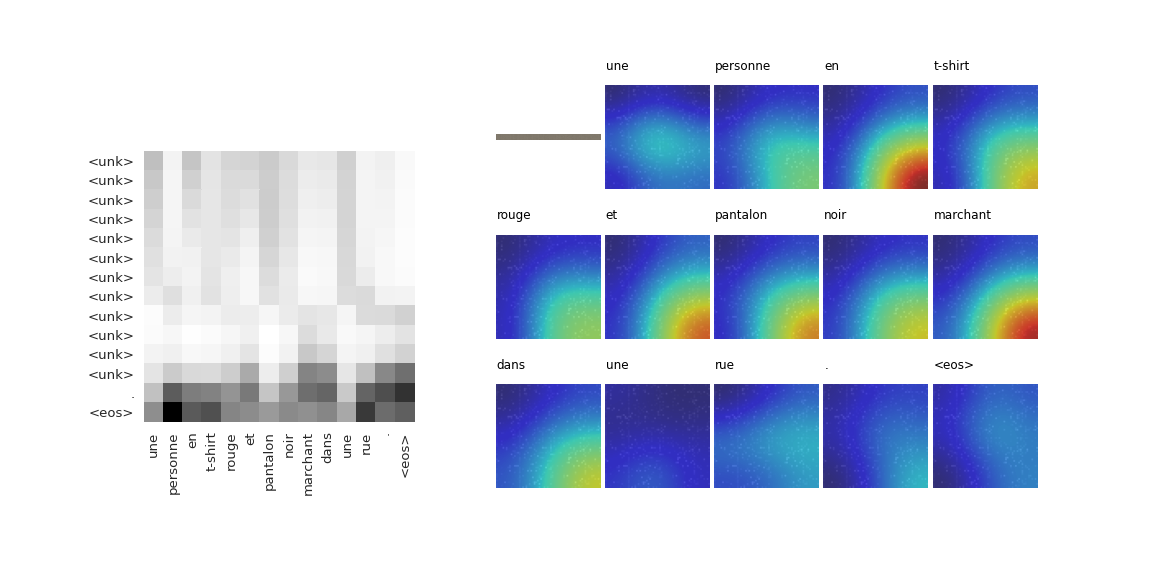 <unk>
<unk>
<unk>
<unk>
<unk>
<unk>
<unk>
<unk>
<unk>
<unk>
<unk>
<unk>
.
<eos>
une
personne
en
t-shirt
rouge
et
pantalon
noir
marchant
dans
une
rue
.
<eos>
une personne en t-shirt
rouge et pantalon noir marchant
dans une rue . <eos>